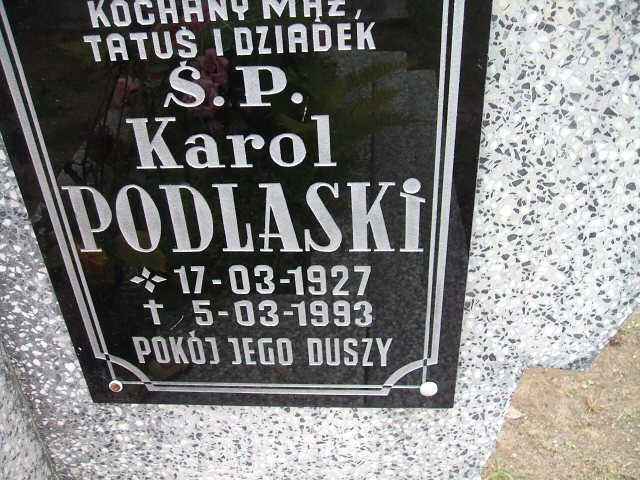 KOCHANY MĄŻ,
TATUŚ I DZIADEK
Ś.P.
Karol
PODLASKI
17-03-1927
† 5-03-1993
POKÓJ JEGO DUSZY